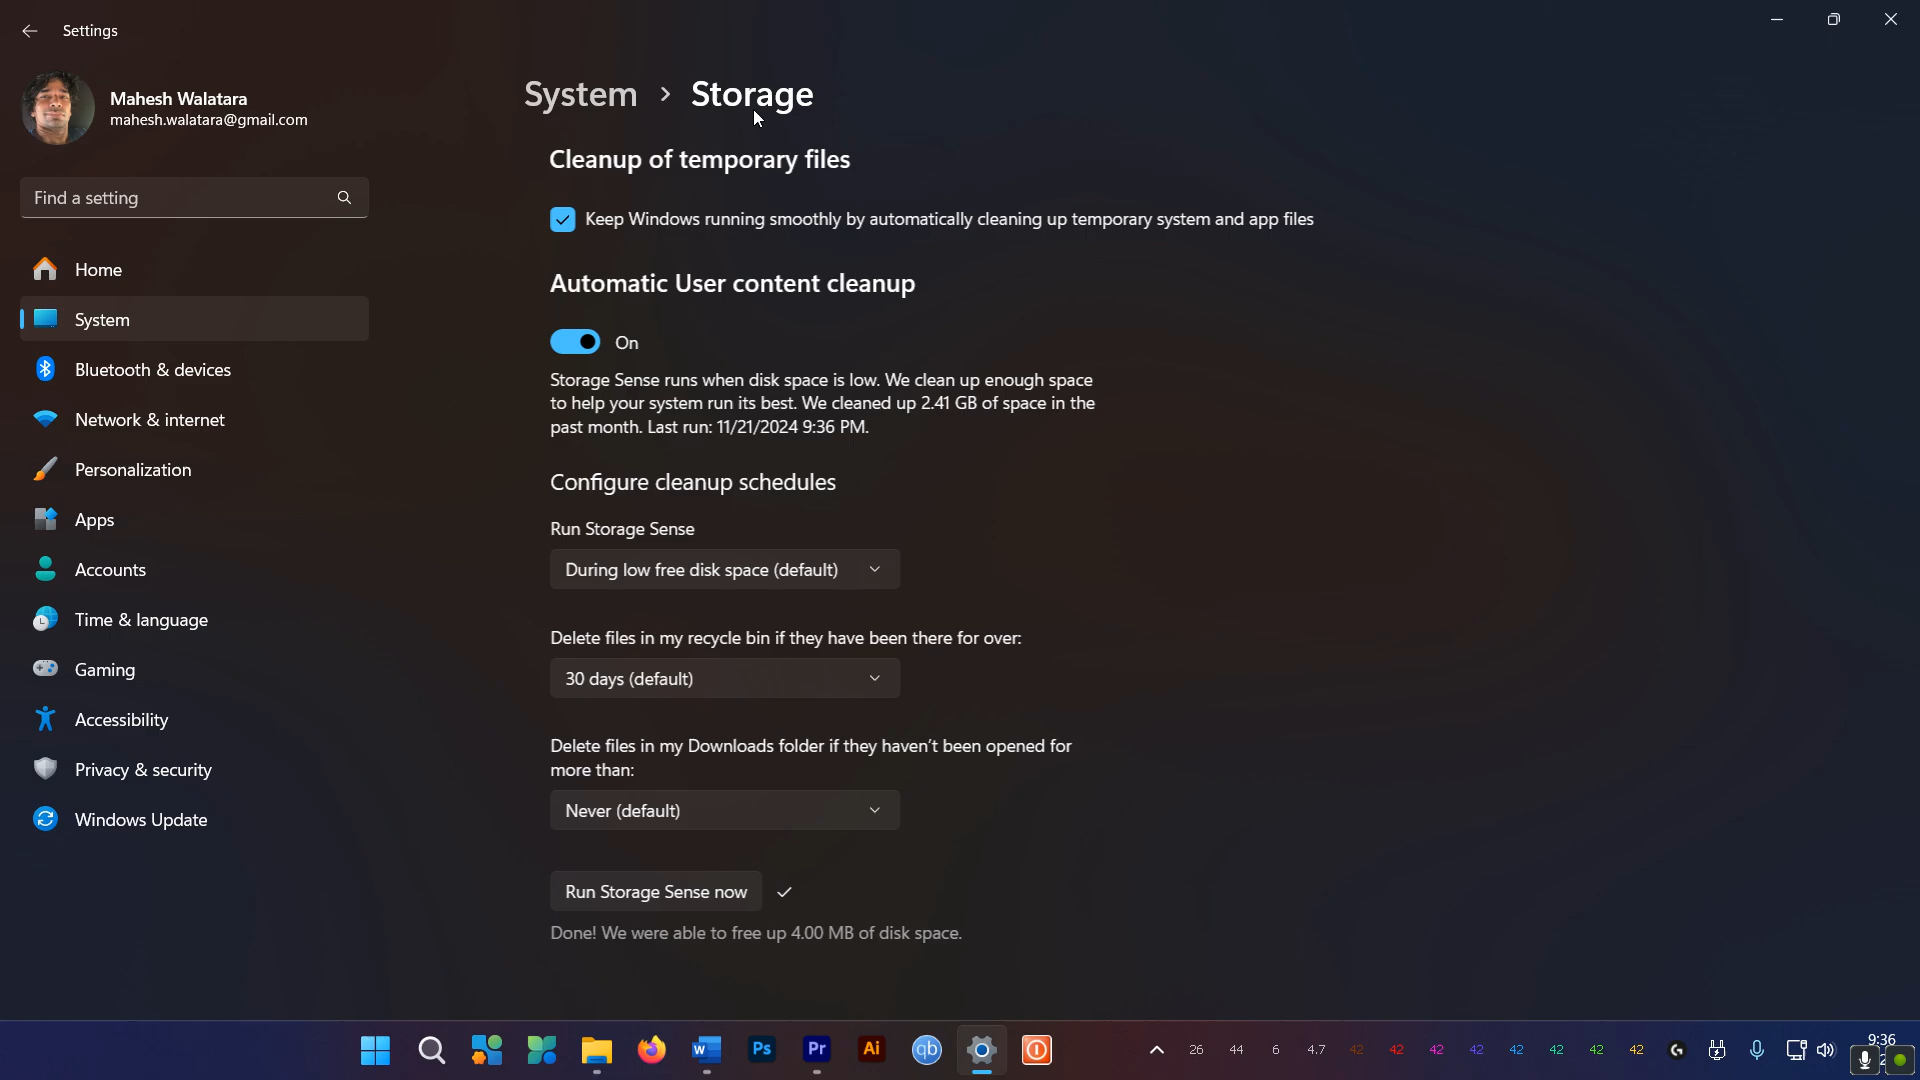 Settings
Mahesh Walatara
mahesh.walatara@gmail.com
Find a setting
Home
System
Bluetooth & devices
Network & internet
Personalization
Apps
Accounts
Time & language
Gaming
Accessibility
Privacy & security
Windows Update
System > Storage
Cleanup of temporary files
Keep Windows running smoothly by automatically cleaning up temporary system and app files
Automatic User content cleanup
On
Storage Sense runs when disk space is low. We clean up enough space
to help your system run its best. We cleaned up 2.41 GB of space in the
past month. Last run: 11/21/2024 9:36 PM.
Configure cleanup schedules
Run Storage Sense
During low free disk space (default)
Delete files in my recycle bin if they have been there for over:
30 days (default)
Delete files in my Downloads folder if they haven't been opened for
more than:
Never (default)
Run Storage Sense now
Done! We were able to free up 4.00 MB of disk space.
W Ps Pr Ai qb
26 44 6 4.7 42 42 42 42 42 42 42 42 G
9:36